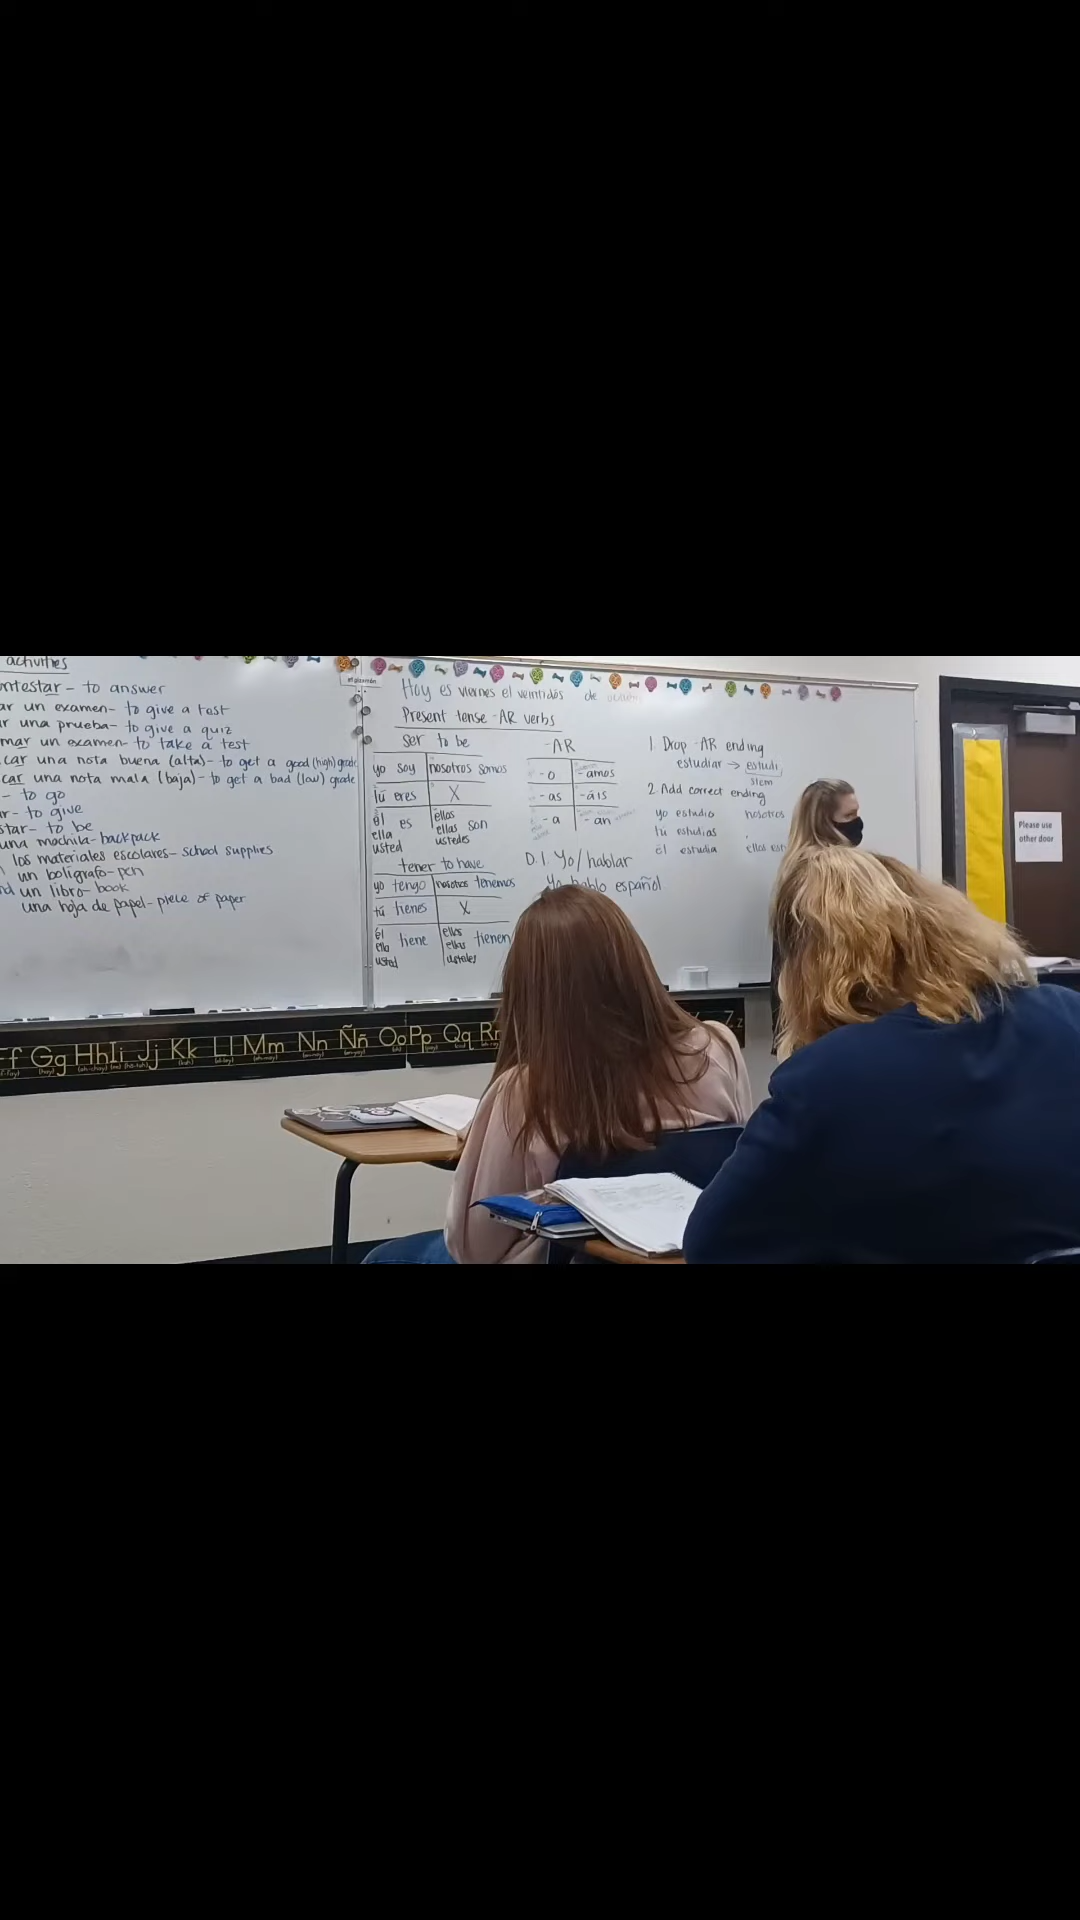 activities
ntestar - to answer
ar un examen - to give a test
r una prueba - to give a quiz
mar un examen - to take a test
car una nota buena (alta) - to get a good (high) grade
car una nota mala (baja) - to get a bad (low) grade
- to go
ar - to give
star - to be
una mochila - backpack
los materiales escolares - school supplies
un bolígrafo - pen
un libro - book
una hoja de papel - piece of paper
Hoy es viernes el veintidós de
Present tense -AR verbs
ser to be
yo soy nosotros somos
tú eres X
él ella usted es ellos ellas ustedes son
tener to have
yo tengo nosotros tenemos
tú tienes X
él ella usted tiene ellos ellas ustedes tienen
-AR
-o -amos
-as -áis
-a -an
D.I. Yo/hablar
Yo hablo español
1. Drop -AR ending
estudiar → estudi
stem
2. Add correct ending
yo estudio nosotros
tú estudias
él estudia ellos est
Please use
other door
f Gg Hh Ii Jj Kk Ll Mm Nn Ññ Oo Pp Qq Rr
Zz